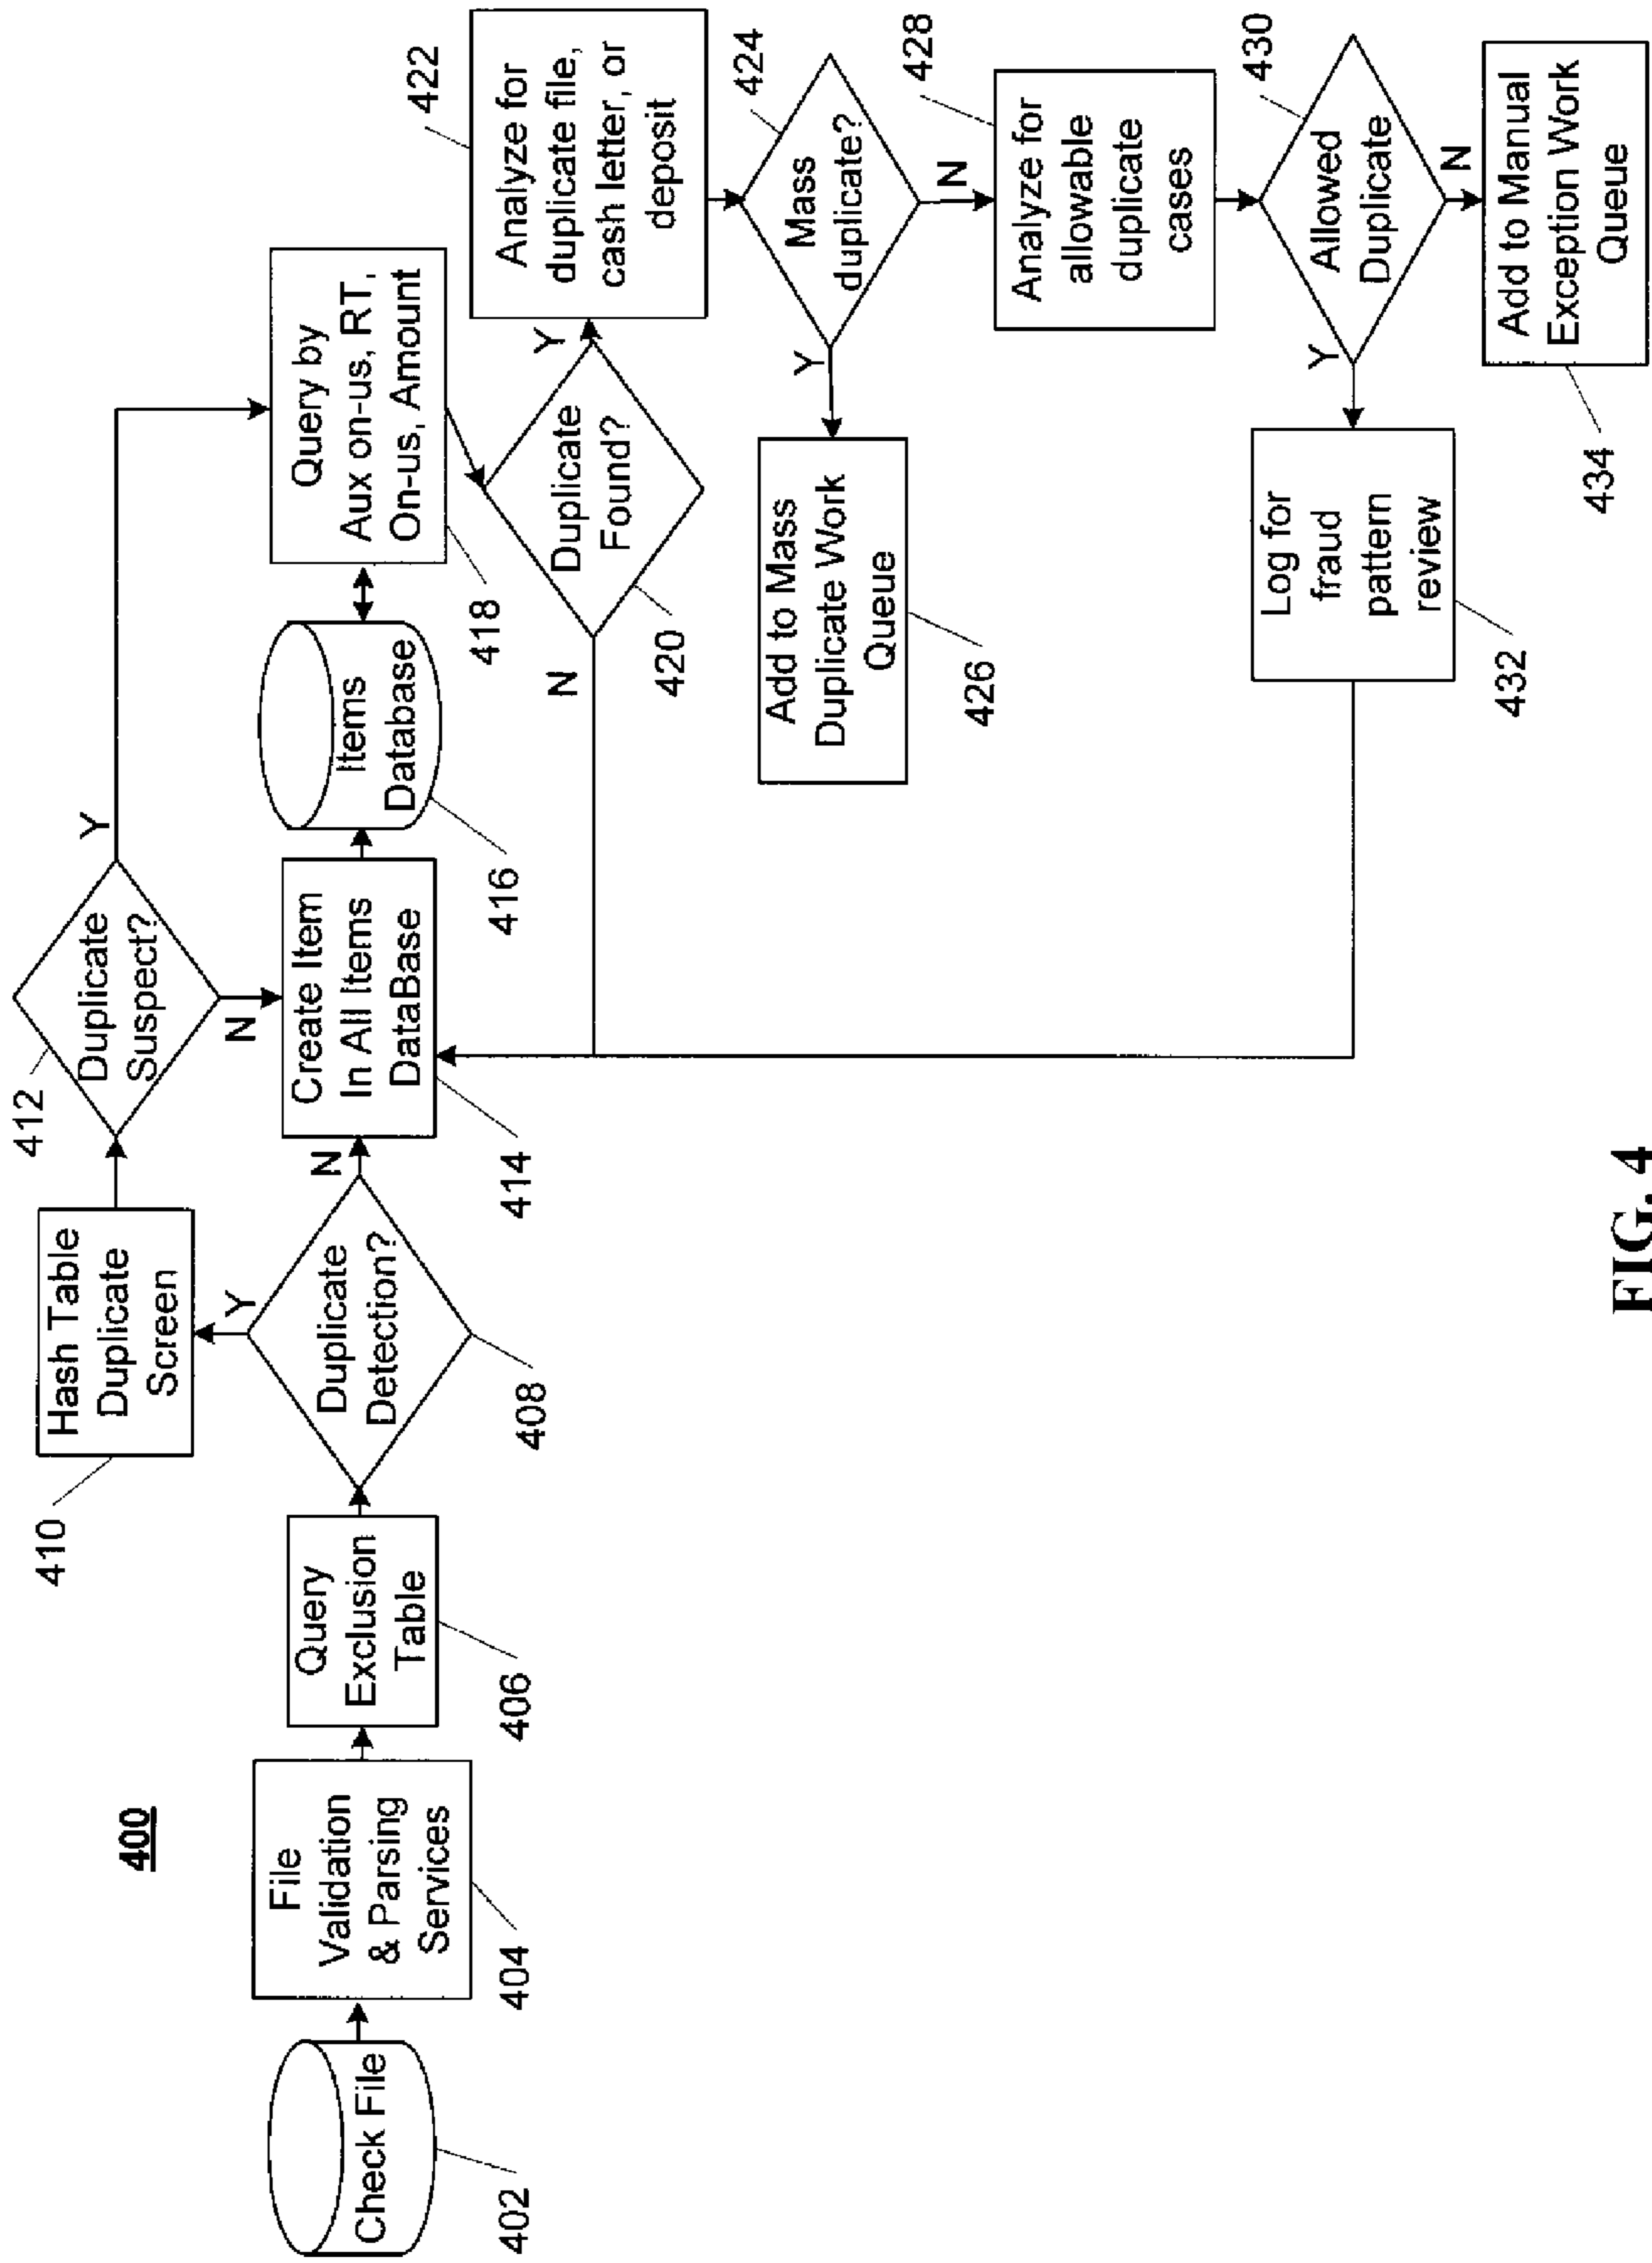 400
Check File
402
File
Validation
& Parsing
Services
404
Query
Exclusion
Table
406
Duplicate
Detection?
408
Y
N
Hash Table
Duplicate
Screen
410
Duplicate
Suspect?
412
Y
N
Create Item
In All Items
DataBase
414
Items
Database
416
Query by
Aux on-us, RT,
On-us, Amount
418
Duplicate
Found?
420
Y
N
Analyze for
duplicate file,
cash letter, or
deposit
422
Mass
duplicate?
424
Y
N
Add to Mass
Duplicate Work
Queue
426
Analyze for
allowable
duplicate
cases
428
Allowed
Duplicate
430
Y
N
Log for
fraud
pattern
review
432
Add to Manual
Exception Work
Queue
434
FIG. 4